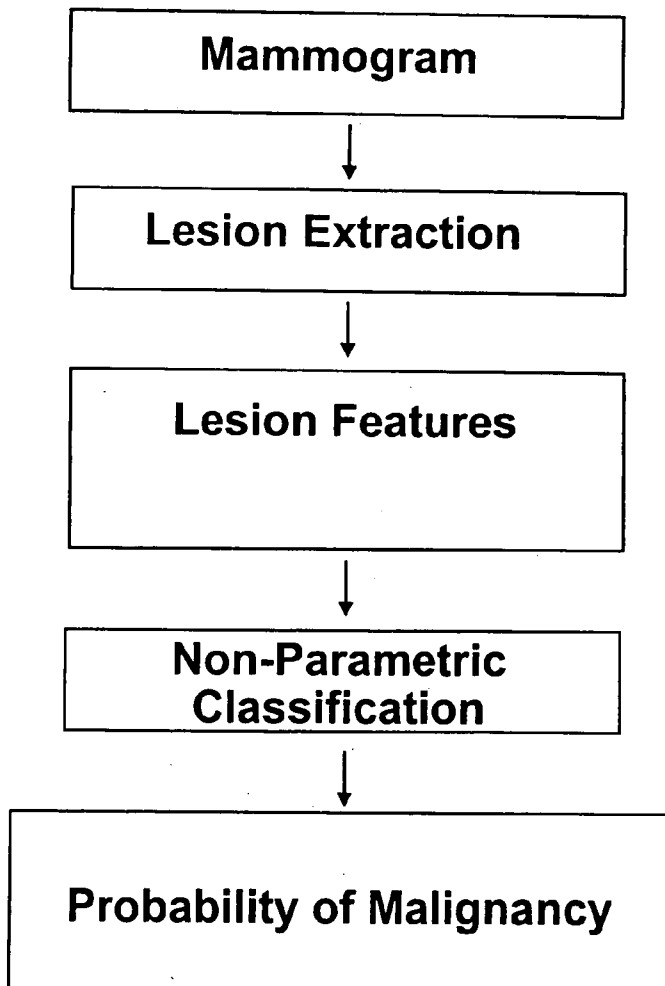 Mammogram
Lesion Extraction
Lesion Features
Non-Parametric
Classification
Probability of Malignancy